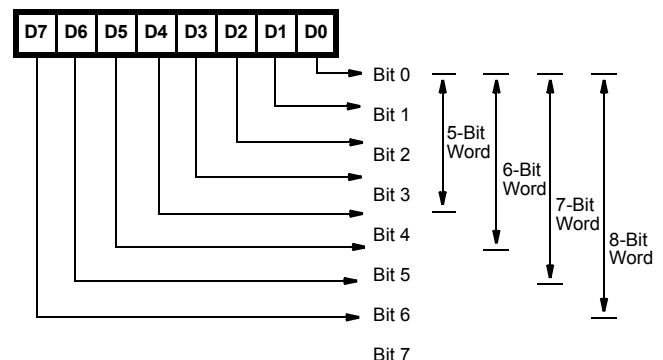 D7 D6 D5 D4 D3 D2 D1 D0
Bit 0
Bit 1
Bit 2
Bit 3
Bit 4
Bit 5
Bit 6
Bit 7
5-Bit
Word
6-Bit
Word
7-Bit
Word
8-Bit
Word